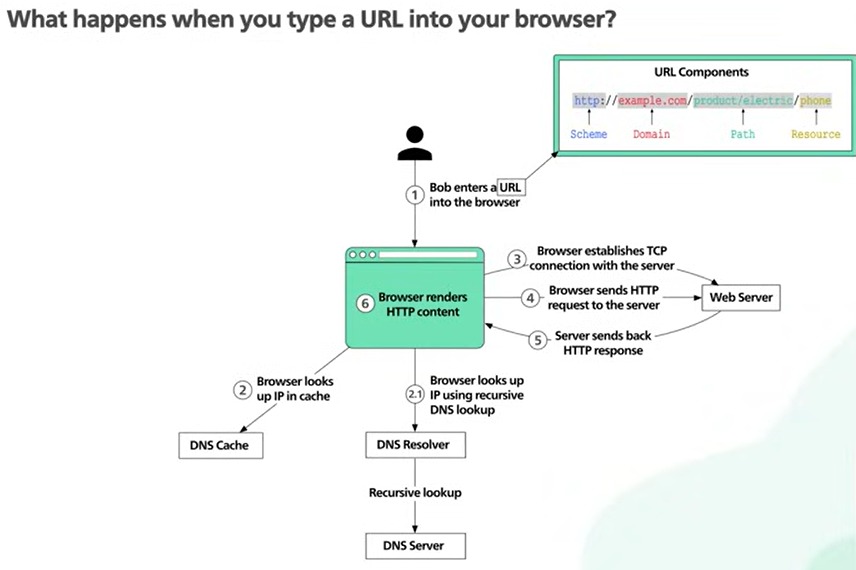 What happens when you type a URL into your browser?
URL Components
http://example.com/product/electric/phone
Scheme Domain Path Resource
1 Bob enters a URL
into the browser
3 Browser establishes TCP
connection with the server
6 Browser renders
HTTP content
4 Browser sends HTTP
request to the server
Web Server
5 Server sends back
HTTP response
2 Browser looks
up IP in cache
2.1 Browser looks up
IP using recursive
DNS lookup
DNS Cache
DNS Resolver
Recursive lookup
DNS Server